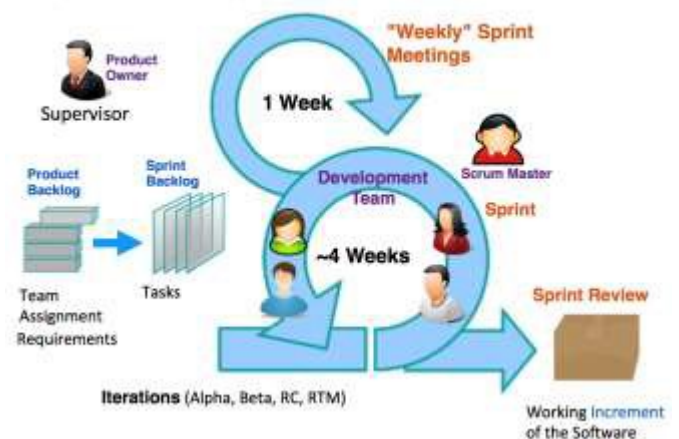 "Weekly" Sprint
Meetings
Product
Owner
Supervisor
1 Week
Scrum Master
Product
Backlog
Sprint
Backlog
Development
Team
Sprint
~4 Weeks
Team
Assignment
Requirements
Tasks
Sprint Review
Iterations (Alpha, Beta, RC, RTM)
Working Increment
of the Software